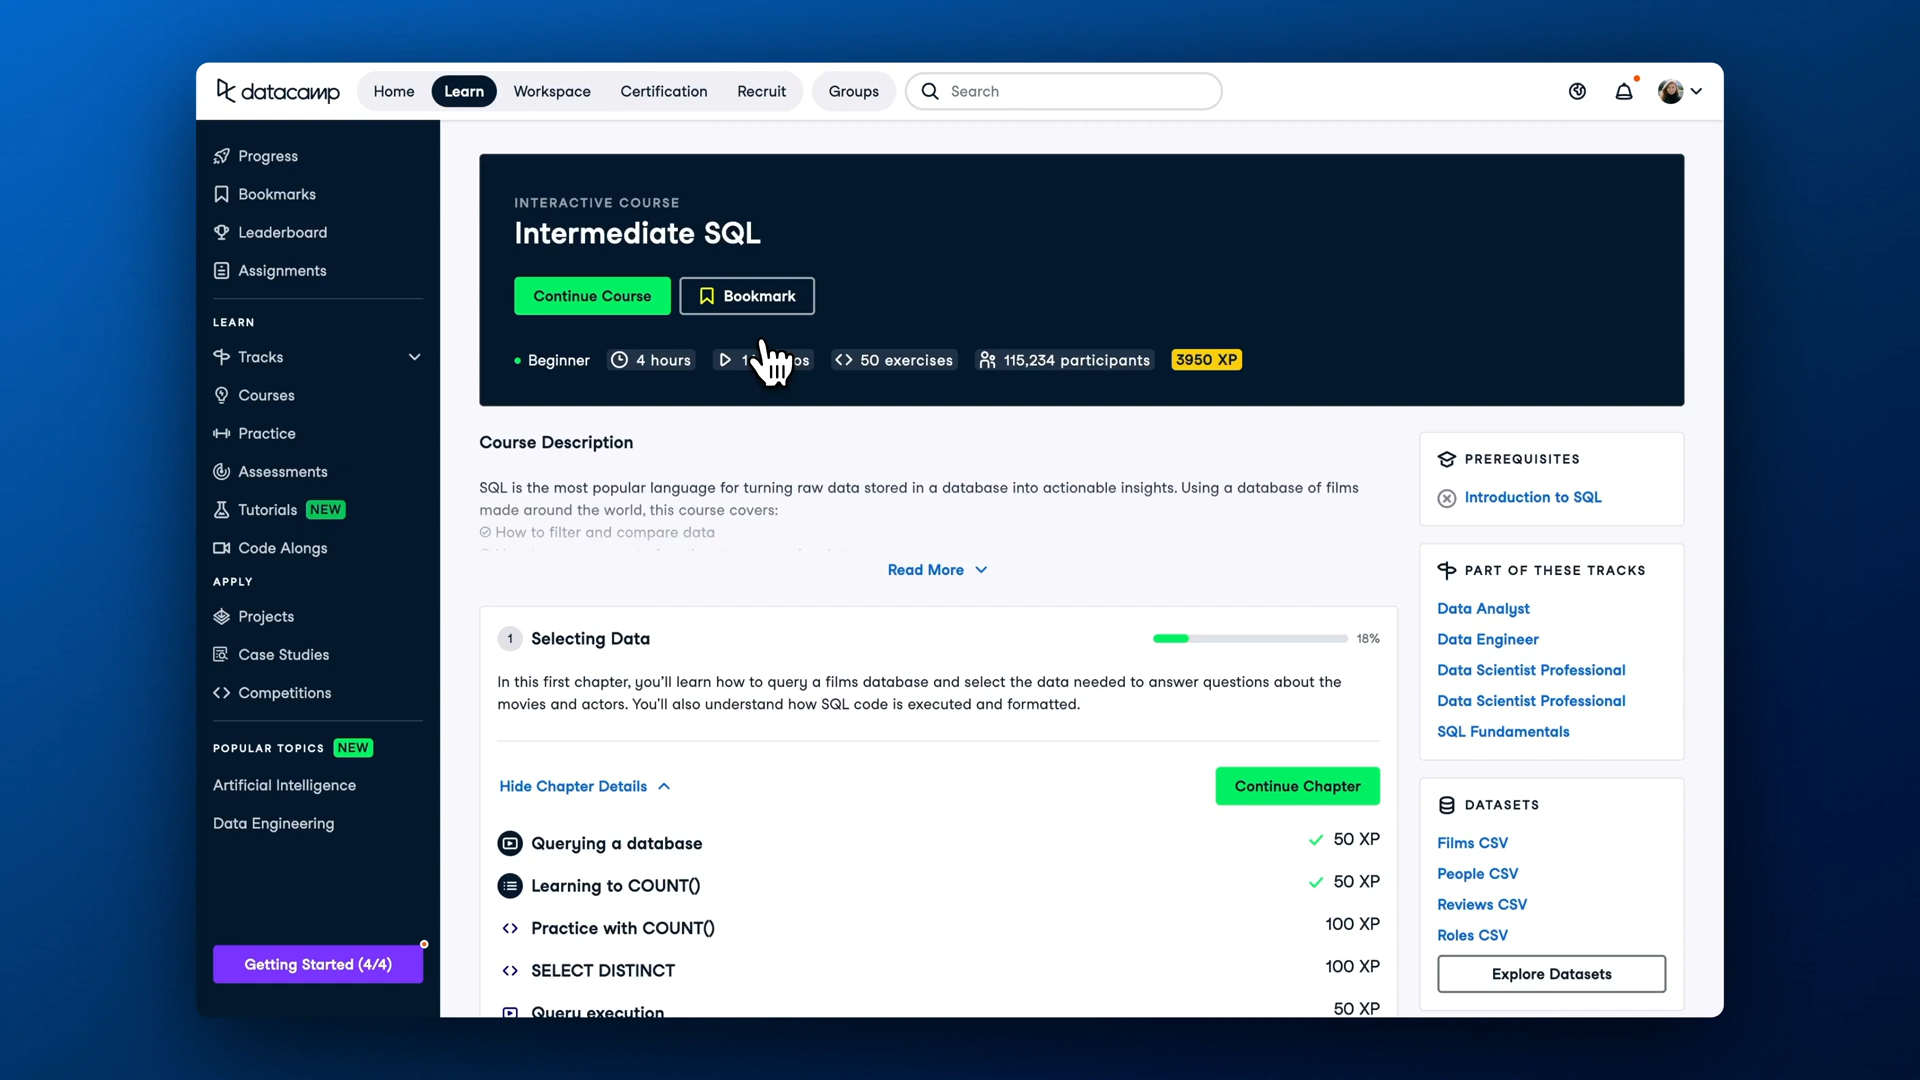 datacamp
Home Learn Workspace Certification Recruit Groups Search
Progress
Bookmarks
Leaderboard
Assignments
LEARN
Tracks
Courses
Practice
Assessments
Tutorials NEW
Code Alongs
APPLY
Projects
Case Studies
Competitions
POPULAR TOPICS NEW
Artificial Intelligence
Data Engineering
Getting Started (4/4)
INTERACTIVE COURSE
Intermediate SQL
Continue Course Bookmark
Beginner 4 hours 50 exercises 115,234 participants 3950 XP
Course Description
SQL is the most popular language for turning raw data stored in a database into actionable insights. Using a database of films
made around the world, this course covers:
How to filter and compare data
Read More
1 Selecting Data 18%
In this first chapter, you'll learn how to query a films database and select the data needed to answer questions about the
movies and actors. You'll also understand how SQL code is executed and formatted.
Hide Chapter Details Continue Chapter
Querying a database 50 XP
Learning to COUNT() 50 XP
Practice with COUNT() 100 XP
SELECT DISTINCT 100 XP
Query execution 50 XP
PREREQUISITES
Introduction to SQL
PART OF THESE TRACKS
Data Analyst
Data Engineer
Data Scientist Professional
Data Scientist Professional
SQL Fundamentals
DATASETS
Films CSV
People CSV
Reviews CSV
Roles CSV
Explore Datasets